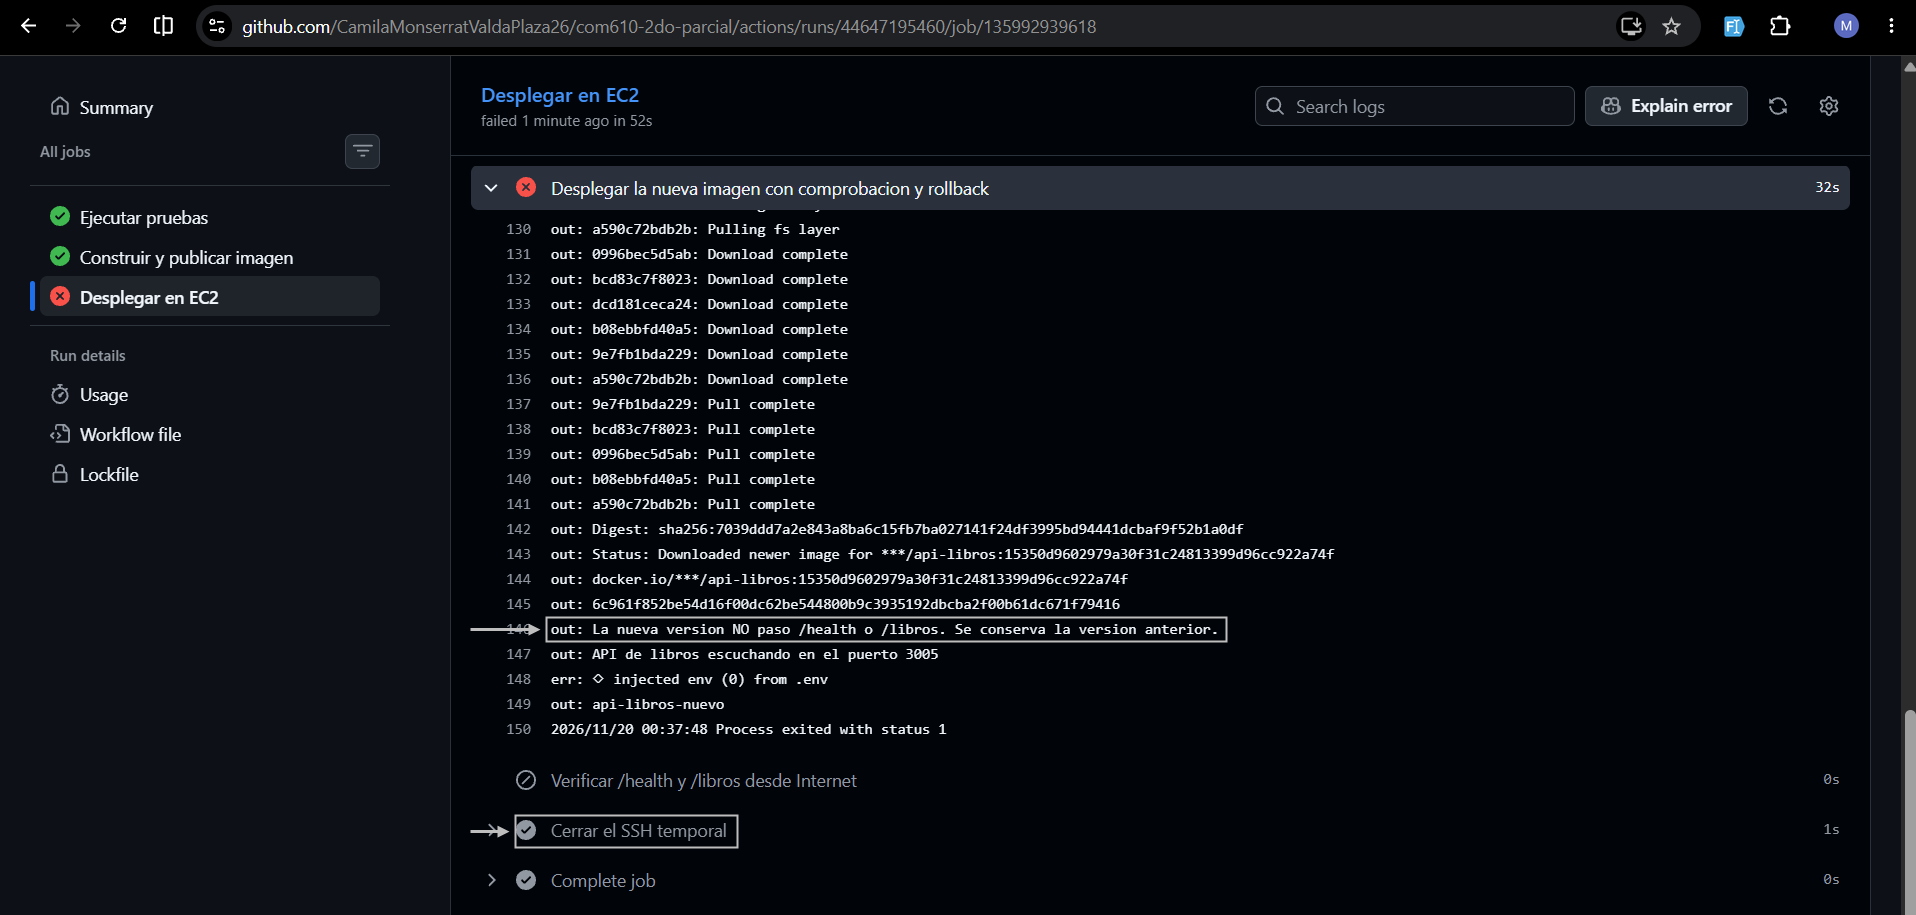 github.com/CamilaMonserratValdaPlaza26/com610-2do-parcial/actions/runs/44647195460/job/135992939618
M
Summary
All jobs
Ejecutar pruebas
Construir y publicar imagen
Desplegar en EC2
Run details
Usage
Workflow file
Lockfile
Desplegar en EC2
failed 1 minute ago in 52s
Search logs
Explain error
Desplegar la nueva imagen con comprobacion y rollback 32s
130 out: a590c72bdb2b: Pulling fs layer
131 out: 0996bec5d5ab: Download complete
132 out: bcd83c7f8023: Download complete
133 out: dcd181ceca24: Download complete
134 out: b08ebbfd40a5: Download complete
135 out: 9e7fb1bda229: Download complete
136 out: a590c72bdb2b: Download complete
137 out: 9e7fb1bda229: Pull complete
138 out: bcd83c7f8023: Pull complete
139 out: 0996bec5d5ab: Pull complete
140 out: b08ebbfd40a5: Pull complete
141 out: a590c72bdb2b: Pull complete
142 out: Digest: sha256:7039ddd7a2e843a8ba6c15fb7ba027141f24df3995bd94441dcbaf9f52b1a0df
143 out: Status: Downloaded newer image for ***/api-libros:15350d9602979a30f31c24813399d96cc922a74f
144 out: docker.io/***/api-libros:15350d9602979a30f31c24813399d96cc922a74f
145 out: 6c961f852be54d16f00dc62be544800b9c3935192dbcba2f00b61dc671f79416
146 out: La nueva version NO paso /health o /libros. Se conserva la version anterior.
147 out: API de libros escuchando en el puerto 3005
148 err: ◇ injected env (0) from .env
149 out: api-libros-nuevo
150 2026/11/20 00:37:48 Process exited with status 1
Verificar /health y /libros desde Internet 0s
Cerrar el SSH temporal 1s
Complete job 0s